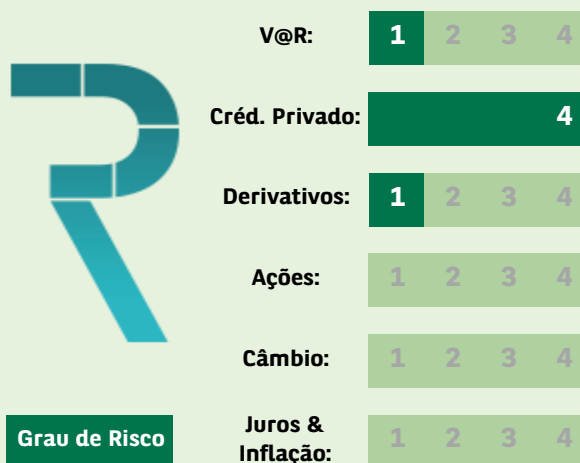 V@R: 1 2 3 4
Créd. Privado: 4
Derivativos: 1 2 3 4
Ações: 1 2 3 4
Câmbio: 1 2 3 4
Grau de Risco
Juros &
Inflação: 1 2 3 4